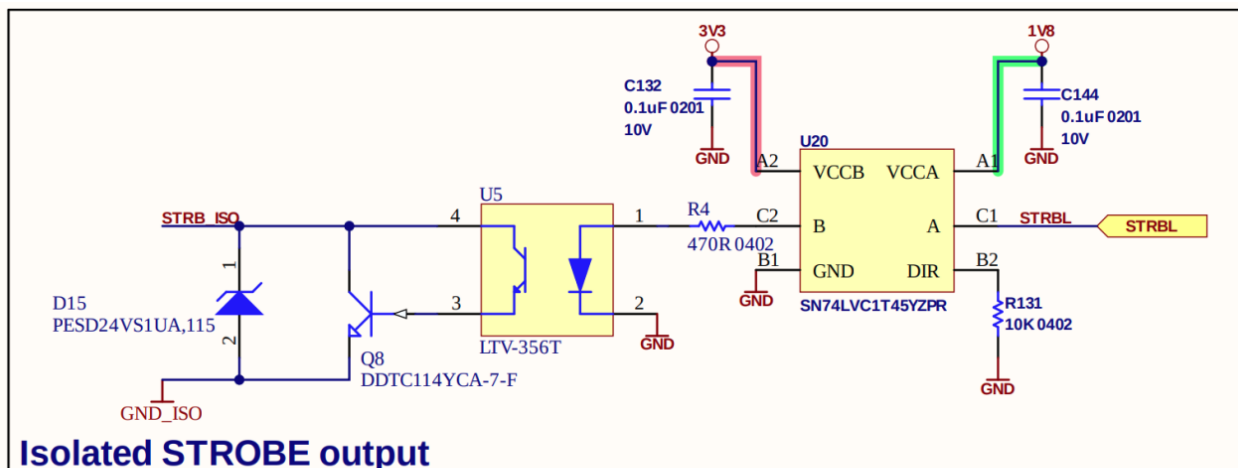 3V3
1V8
C132
0.1uF 0201
10V
GND
C144
0.1uF 0201
10V
GND
U20
A2
VCCB
VCCA
A1
C2
B
A
C1
STRBL
STRBL
B1
GND
DIR
B2
GND
SN74LVC1T45YZPR
R131
10K 0402
GND
R4
470R 0402
U5
4
1
3
2
LTV-356T
GND
STRB_ISO
1
D15
PESD24VS1UA,115
2
Q8
DDTC114YCA-7-F
GND_ISO
Isolated STROBE output